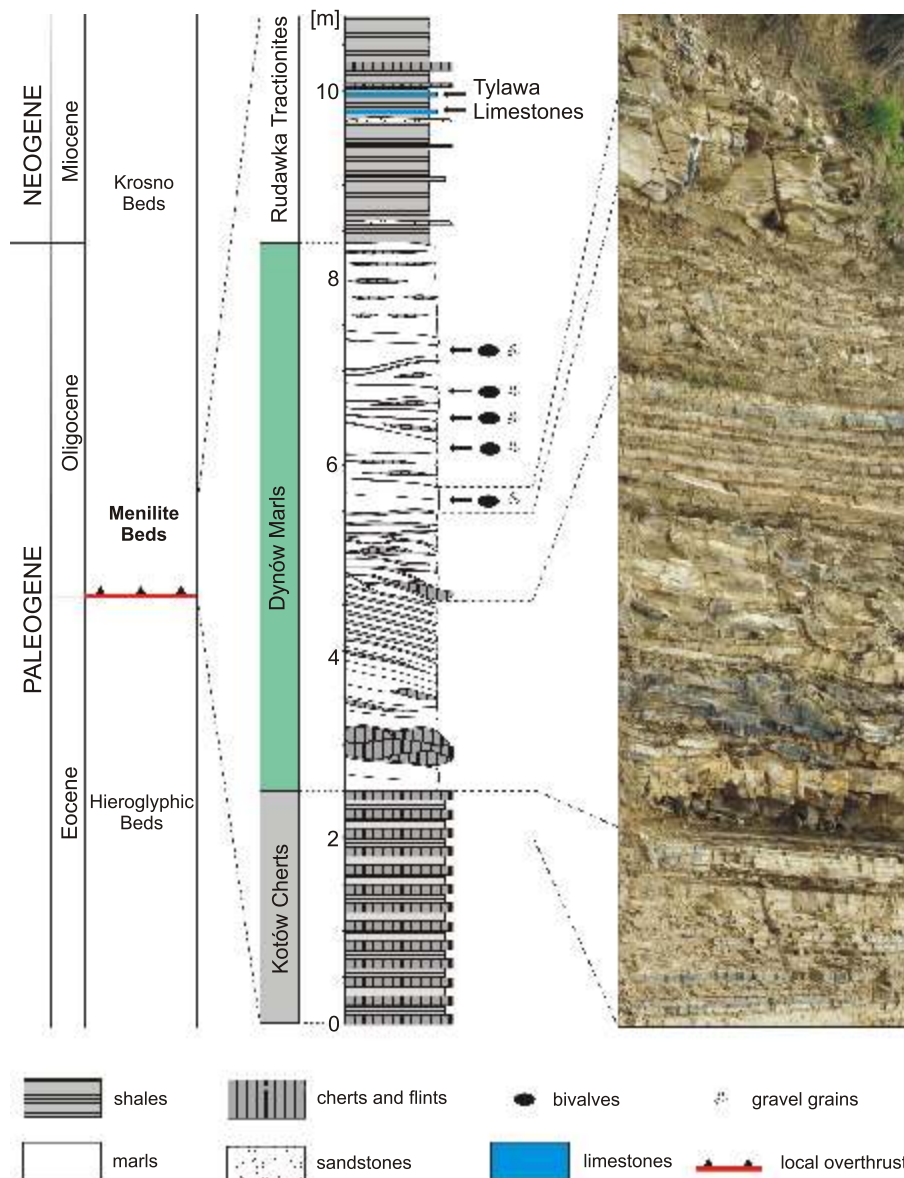 NEOGENE
Miocene
Krosno
Beds
PALEOGENE
Oligocene
Eocene
Menilite
Beds
Hieroglyphic
Beds
Rudawka Tractionites
Dynów Marls
Kotów Cherts
[m]
10
8
6
4
2
0
Tylawa
Limestones
shales
cherts and flints
bivalves
gravel grains
marls
sandstones
limestones
local overthrust